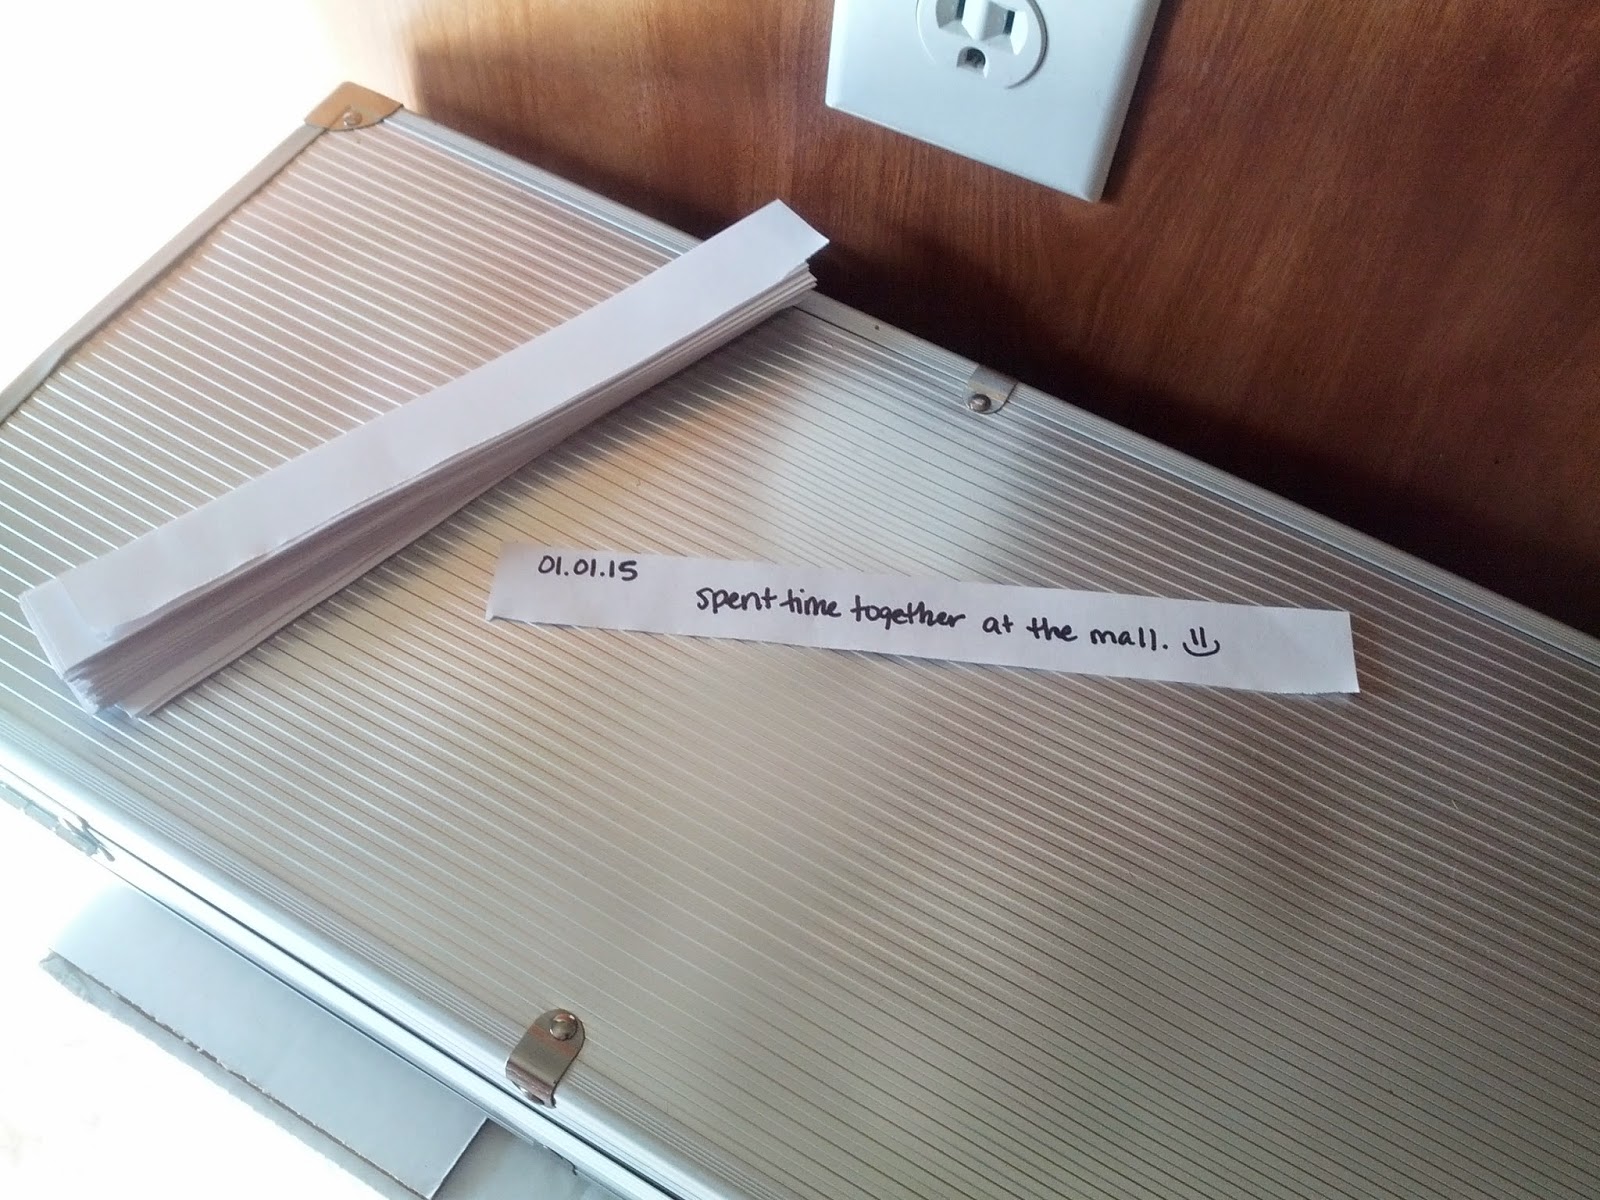 01.01.15
spent time together at the mall. =)